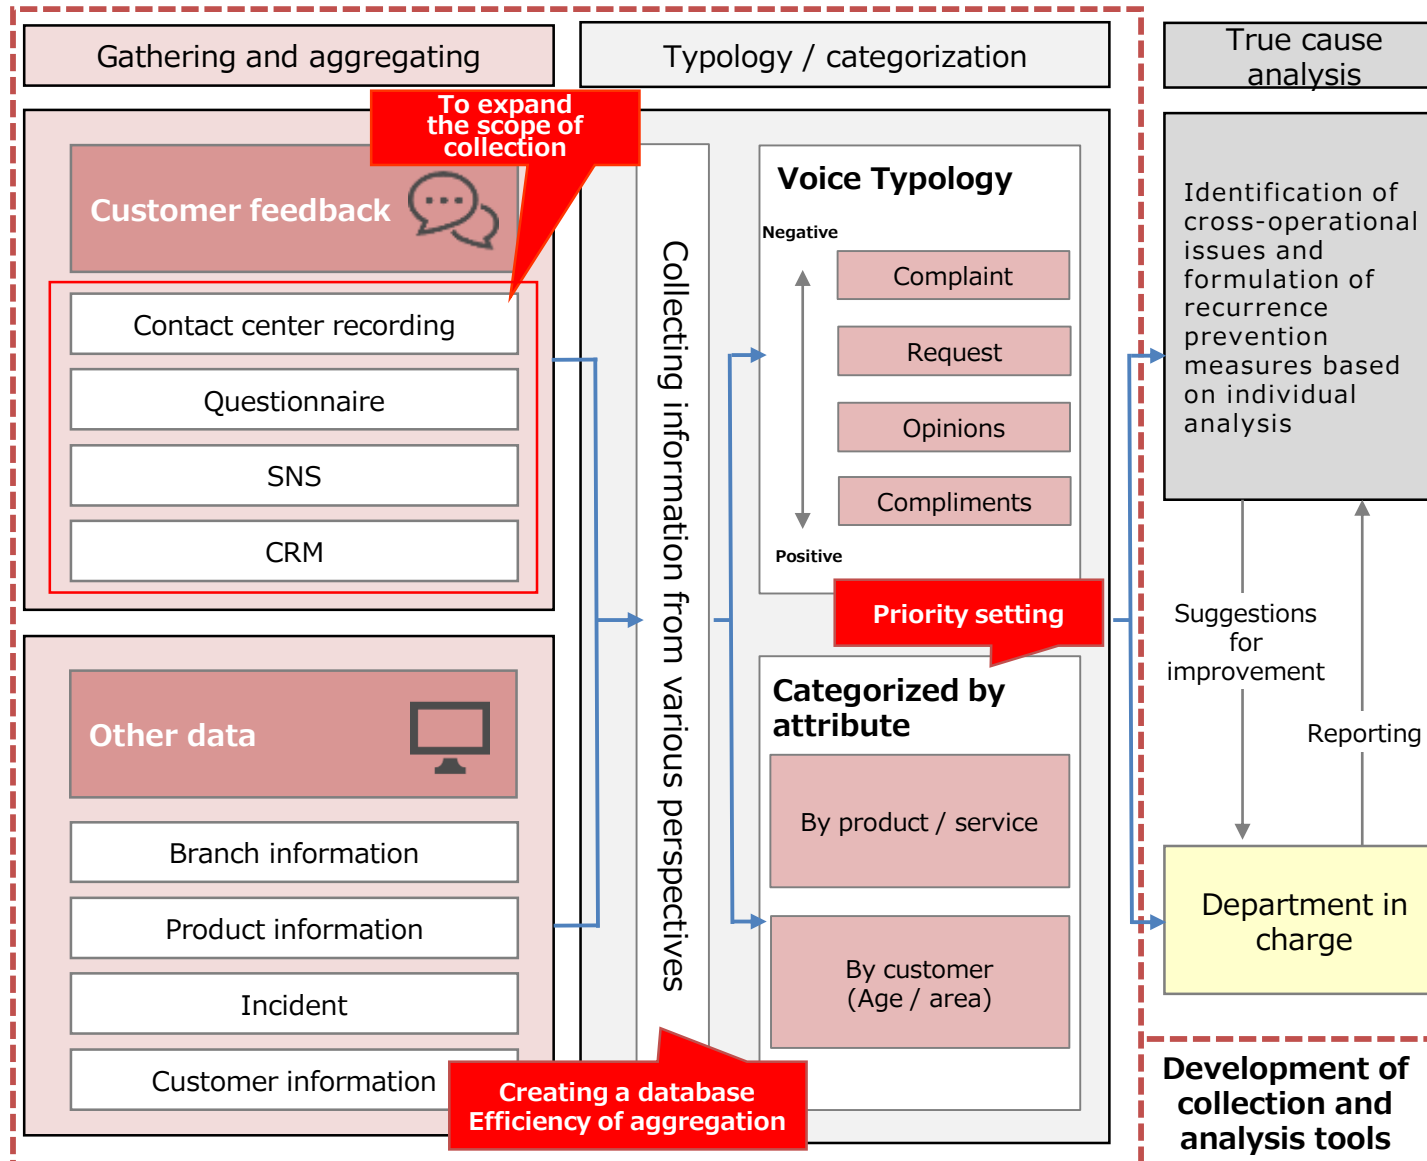 Gathering and aggregating
Typology / categorization
True cause
analysis
To expand
the scope of
collection
Customer feedback
Contact center recording
Questionnaire
SNS
CRM
Other data
Branch information
Product information
Incident
Customer information
Collecting information from various perspectives
Creating a database
Efficiency of aggregation
Voice Typology
Negative
Complaint
Request
Opinions
Compliments
Positive
Priority setting
Categorized by
attribute
By product / service
By customer
(Age / area)
Identification of
cross-operational
issues and
formulation of
recurrence
prevention
measures based
on individual
analysis
Suggestions
for
improvement
Reporting
Department in
charge
Development of
collection and
analysis tools